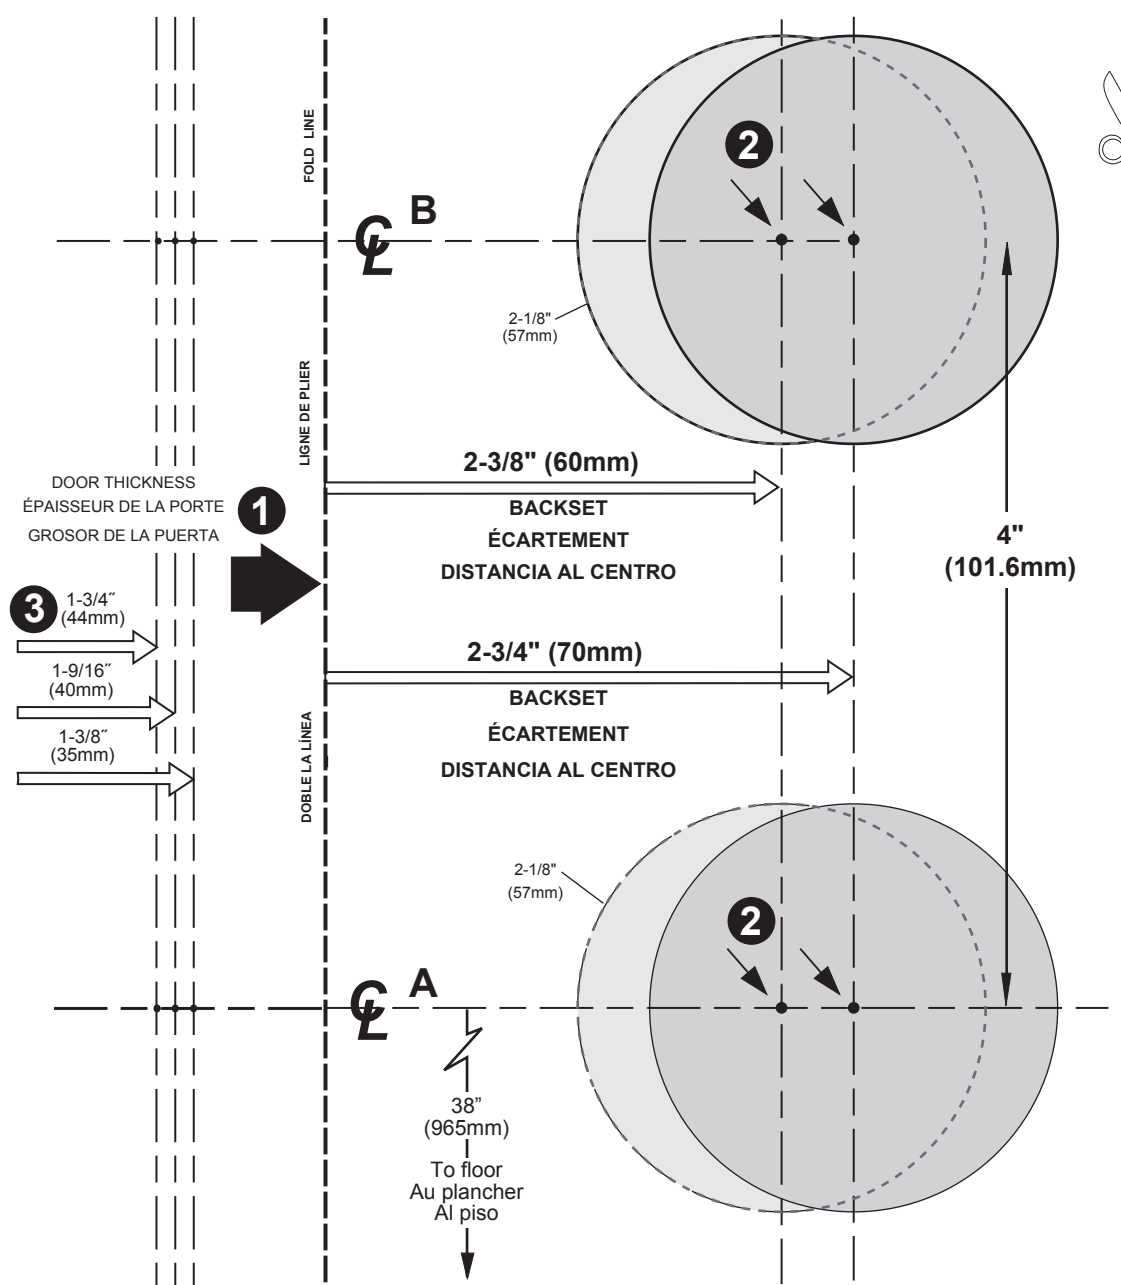 FOLD LINE
2
B
CL
2-1/8"
(57mm)
LIGNE DE PLIER
2-3/8" (60mm)
BACKSET
ÉCARTEMENT
DISTANCIA AL CENTRO
DOOR THICKNESS
ÉPAISSEUR DE LA PORTE
GROSOR DE LA PUERTA
1
4"
(101.6mm)
3
1-3/4″
(44mm)
1-9/16”
(40mm)
1-3/8”
(35mm)
2-3/4" (70mm)
BACKSET
ÉCARTEMENT
DISTANCIA AL CENTRO
DOBLE LA LÍNEA
2-1/8"
(57mm)
2
A
CL
38”
(965mm)
To floor
Au plancher
Al piso